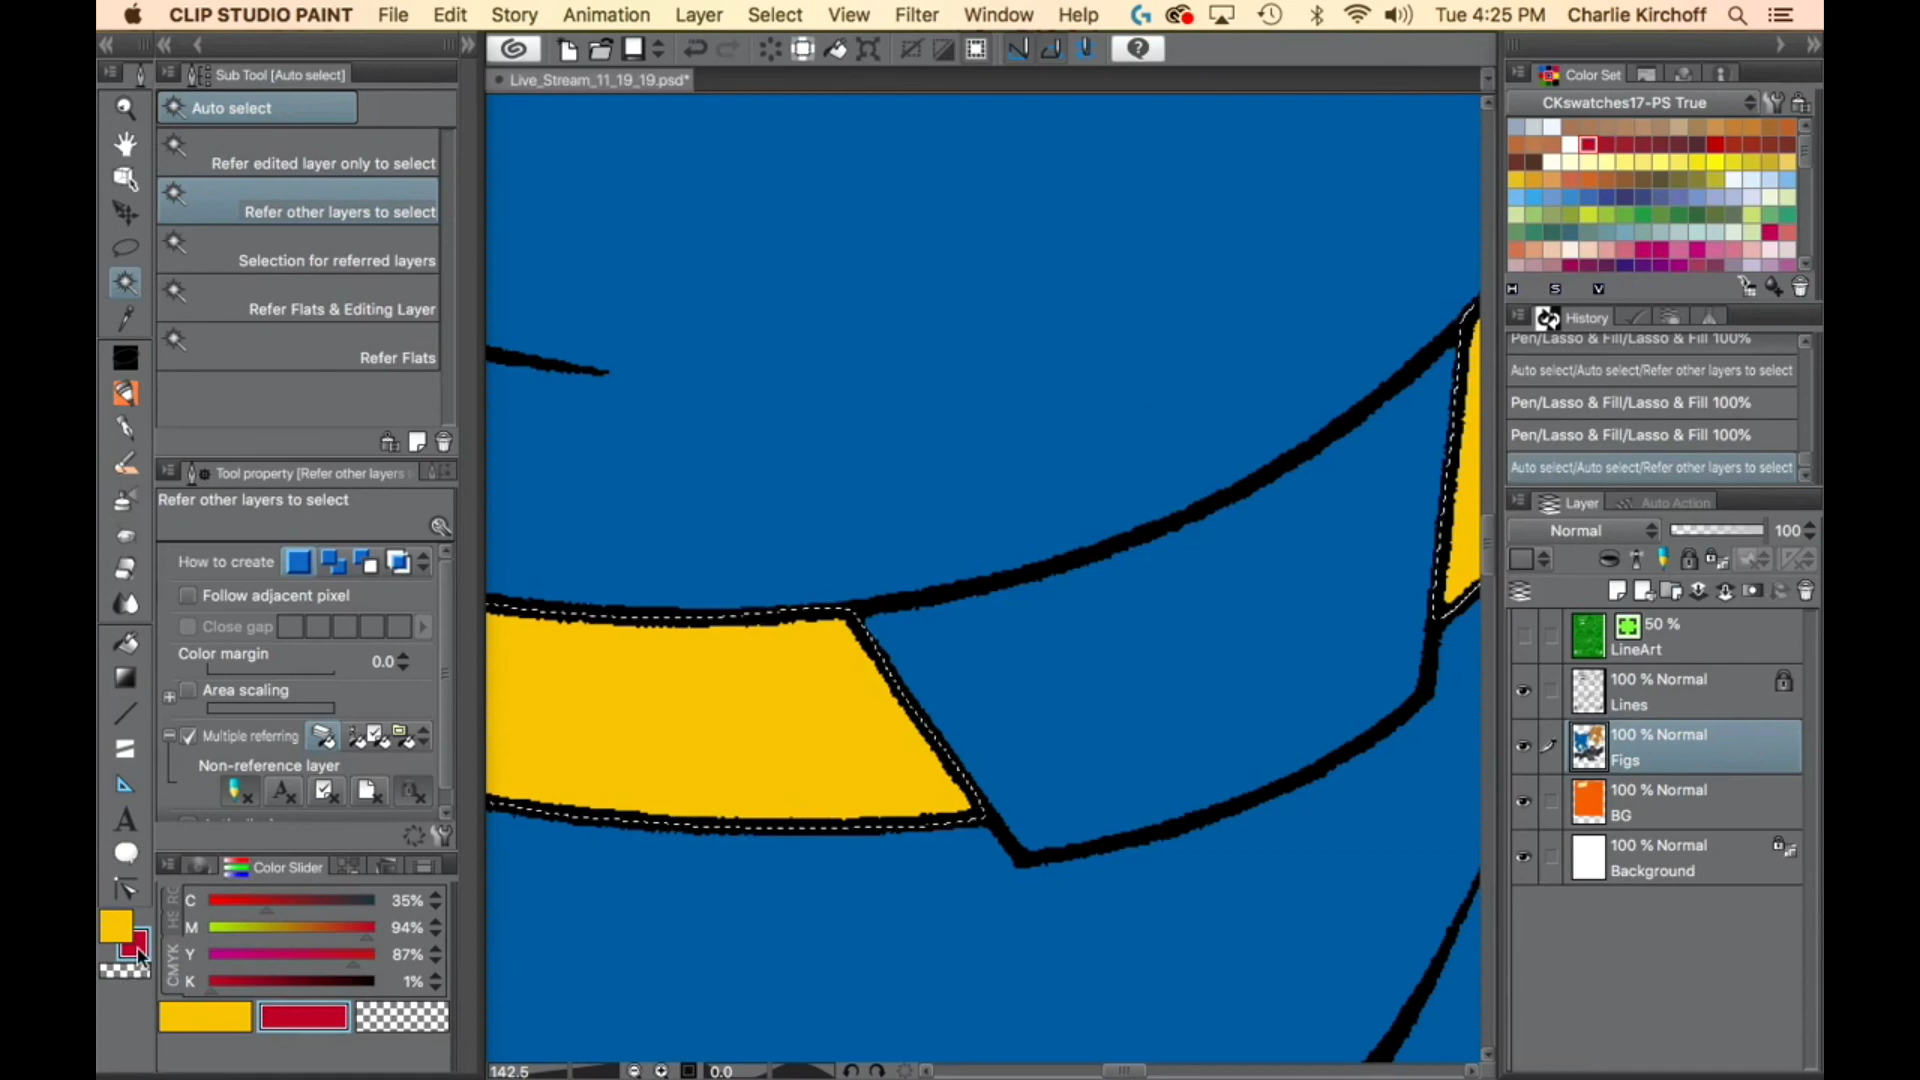 CLIP STUDIO PAINT File Edit Story Animation Layer Select View Filter Window Help Tue 4:25 PM Charlie Kirchoff
Sub Tool [Auto select]
Auto select
Refer edited layer only to select
Refer other layers to select
Selection for referred layers
Refer Flats & Editing Layer
Refer Flats
Tool property [Refer other layers
Refer other layers to select
How to create
Follow adjacent pixel
Close gap
Color margin 0.0
Area scaling
Multiple referring
Non-reference layer
Color Slider
C 35%
M 94%
Y 87%
K 1%
CMYK
Live_Stream_11_19_19.psd*
142.5 0.0
Color Set
CKswatches17-PS True
H S V
History
Pen/Lasso & Fill/Lasso & Fill 100%
Auto select/Auto select/Refer other layers to select
Pen/Lasso & Fill/Lasso & Fill 100%
Pen/Lasso & Fill/Lasso & Fill 100%
Auto select/Auto select/Refer other layers to select
Layer Auto Action
Normal 100
50 %
LineArt
100 % Normal
Lines
100 % Normal
Figs
100 % Normal
BG
100 % Normal
Background